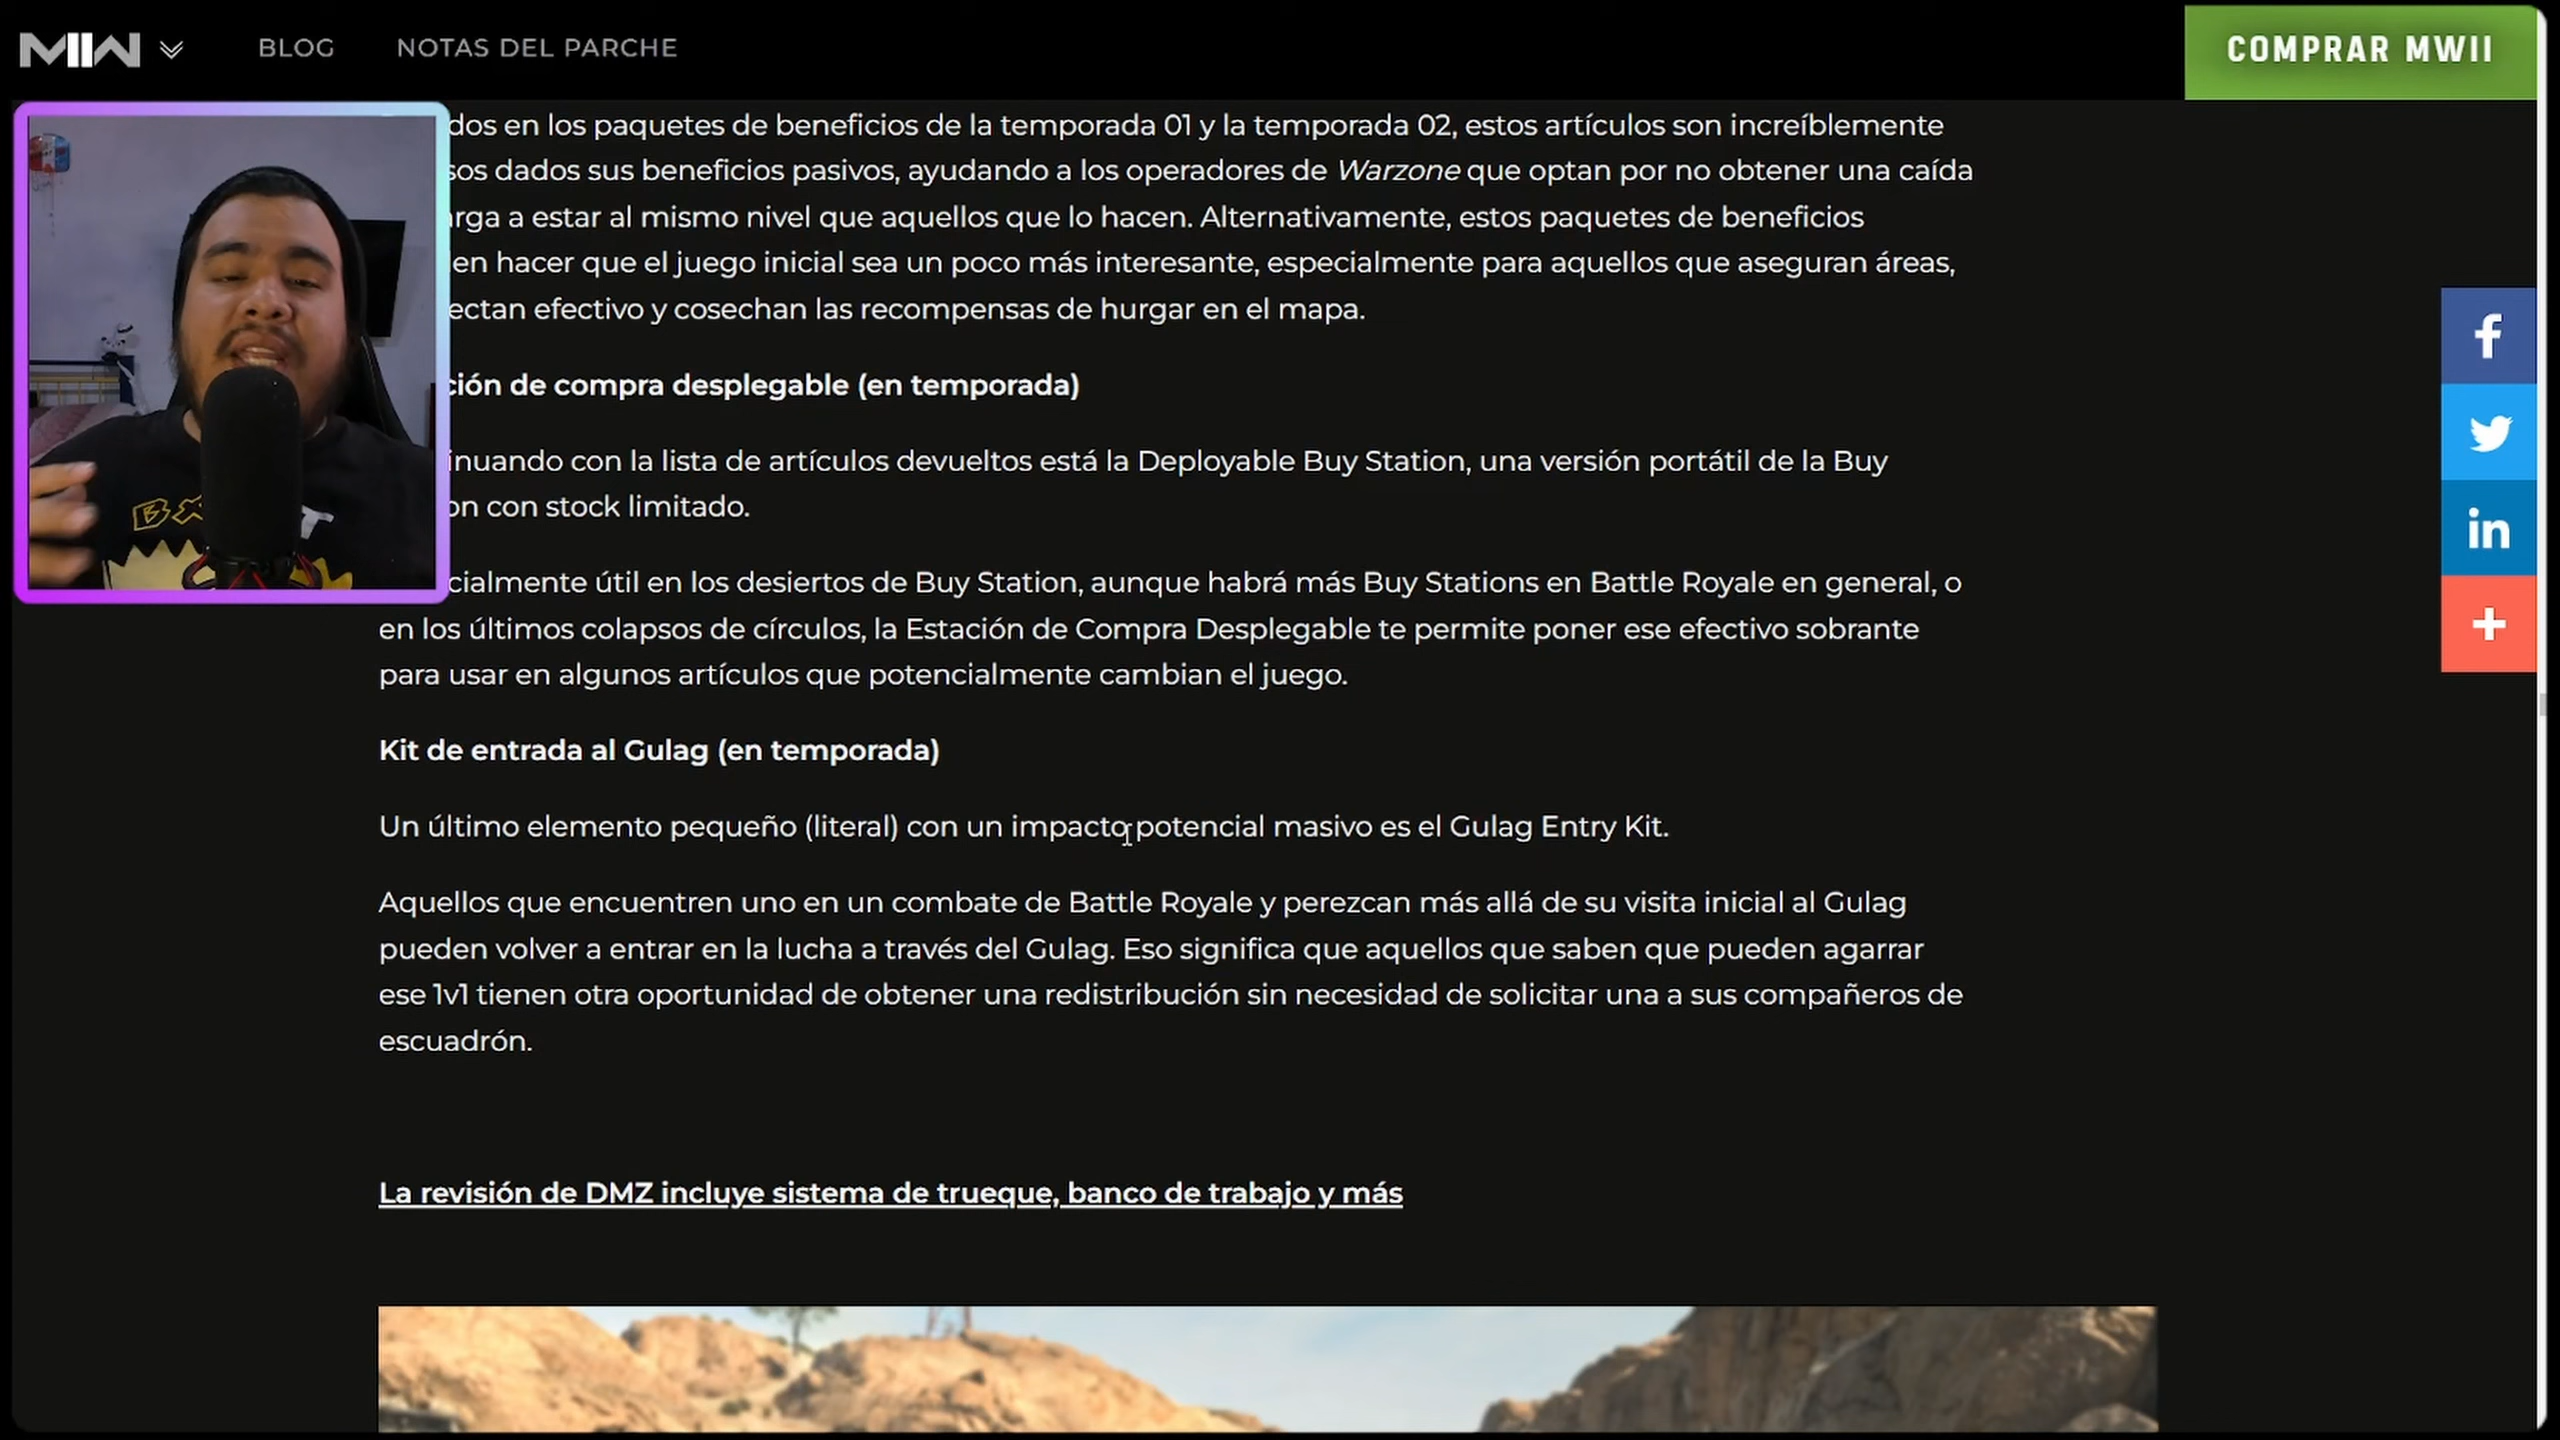 MWII BLOG NOTAS DEL PARCHE COMPRAR MWII
dos en los paquetes de beneficios de la temporada 01 y la temporada 02, estos artículos son increíblemente
sos dados sus beneficios pasivos, ayudando a los operadores de Warzone que optan por no obtener una caída
rga a estar al mismo nivel que aquellos que lo hacen. Alternativamente, estos paquetes de beneficios
en hacer que el juego inicial sea un poco más interesante, especialmente para aquellos que aseguran áreas,
ectan efectivo y cosechan las recompensas de hurgar en el mapa.
ción de compra desplegable (en temporada)
inuando con la lista de artículos devueltos está la Deployable Buy Station, una versión portátil de la Buy
on con stock limitado.
cialmente útil en los desiertos de Buy Station, aunque habrá más Buy Stations en Battle Royale en general, o
en los últimos colapsos de círculos, la Estación de Compra Desplegable te permite poner ese efectivo sobrante
para usar en algunos artículos que potencialmente cambian el juego.
Kit de entrada al Gulag (en temporada)
Un último elemento pequeño (literal) con un impacto potencial masivo es el Gulag Entry Kit.
Aquellos que encuentren uno en un combate de Battle Royale y perezcan más allá de su visita inicial al Gulag
pueden volver a entrar en la lucha a través del Gulag. Eso significa que aquellos que saben que pueden agarrar
ese 1v1 tienen otra oportunidad de obtener una redistribución sin necesidad de solicitar una a sus compañeros de
escuadrón.
La revisión de DMZ incluye sistema de trueque, banco de trabajo y más